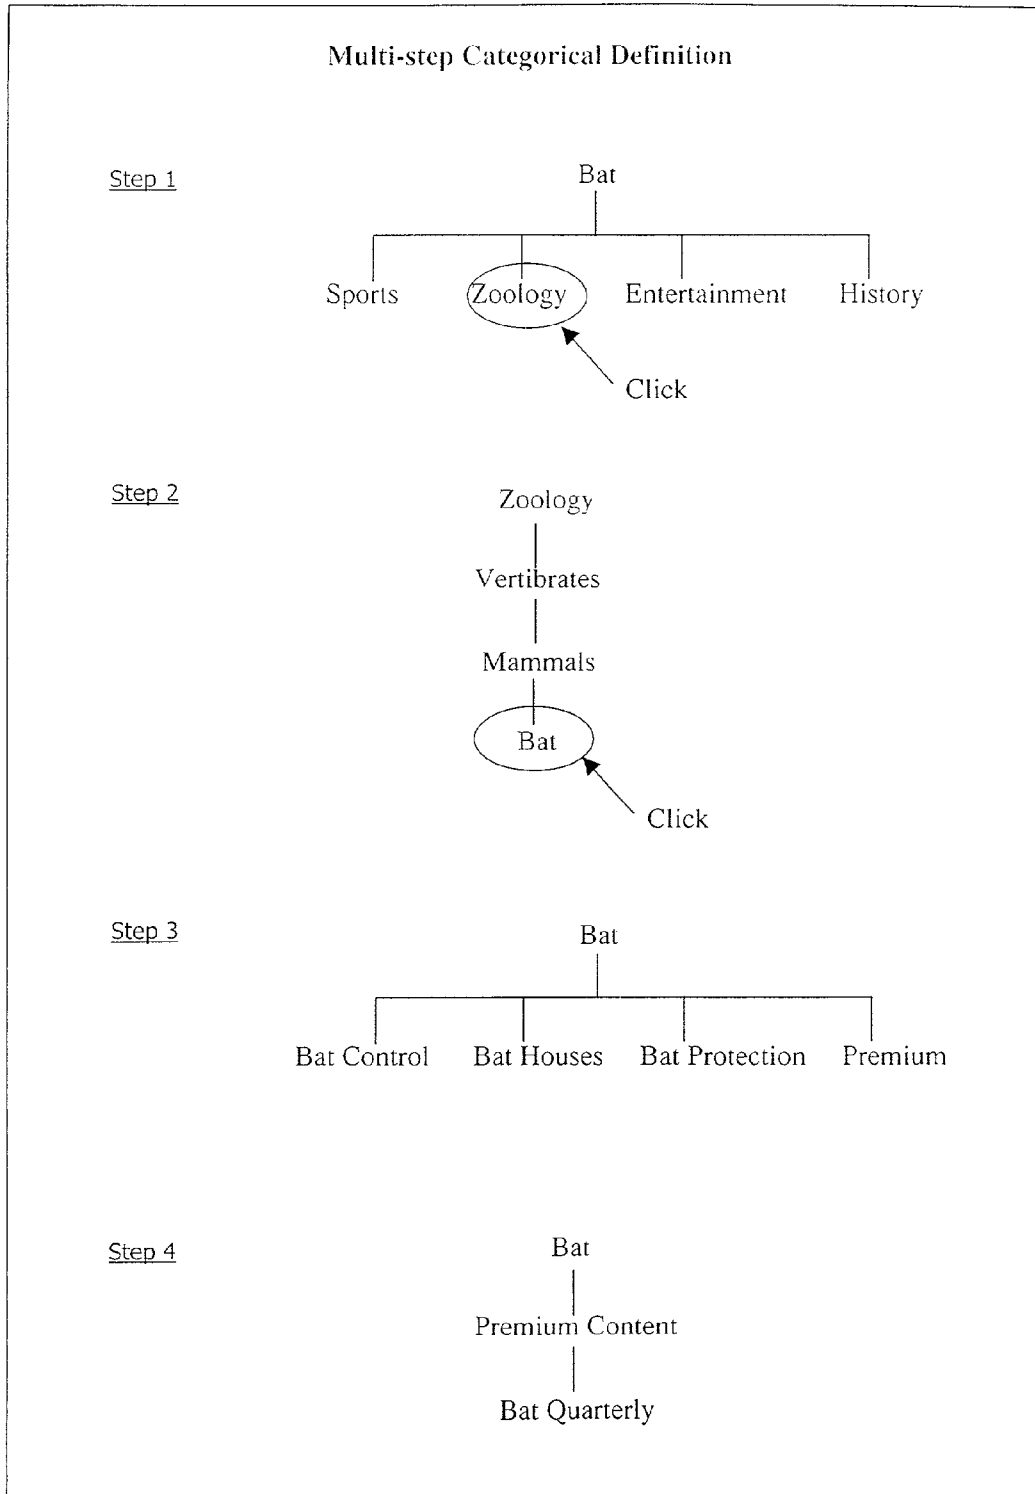 Multi-step Categorical Definition
Step 1
Bat
Sports Zoology Entertainment History
Click
Step 2
Zoology
Vertibrates
Mammals
Bat
Click
Step 3
Bat
Bat Control Bat Houses Bat Protection Premium
Step 4
Bat
Premium Content
Bat Quarterly